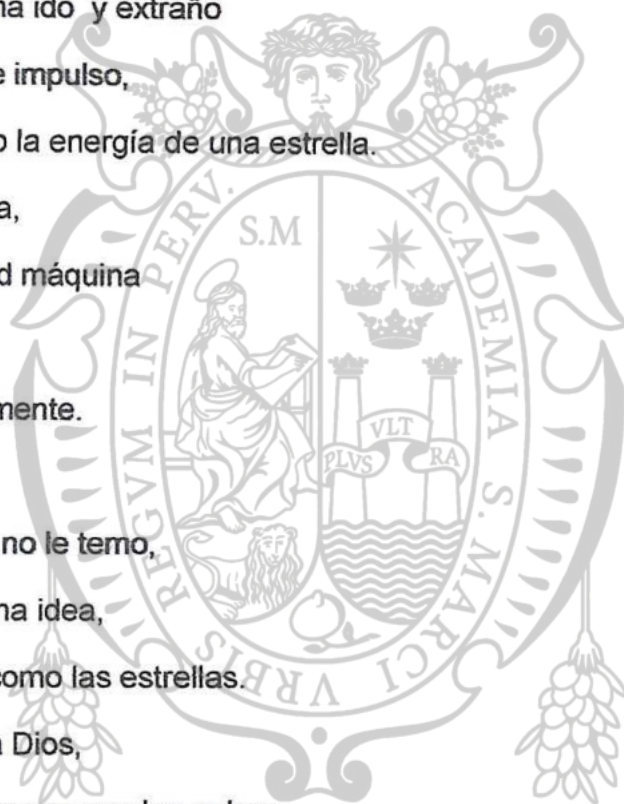 ha ido y extraño
e impulso,
o la energía de una estrella.
a,
d máquina
mente.
no le temo,
na idea,
como las estrellas.
a Dios,
S.M
ACADEMIA S. MARCI VRBIS REGVM IN PERV.
PLVS VLT RA